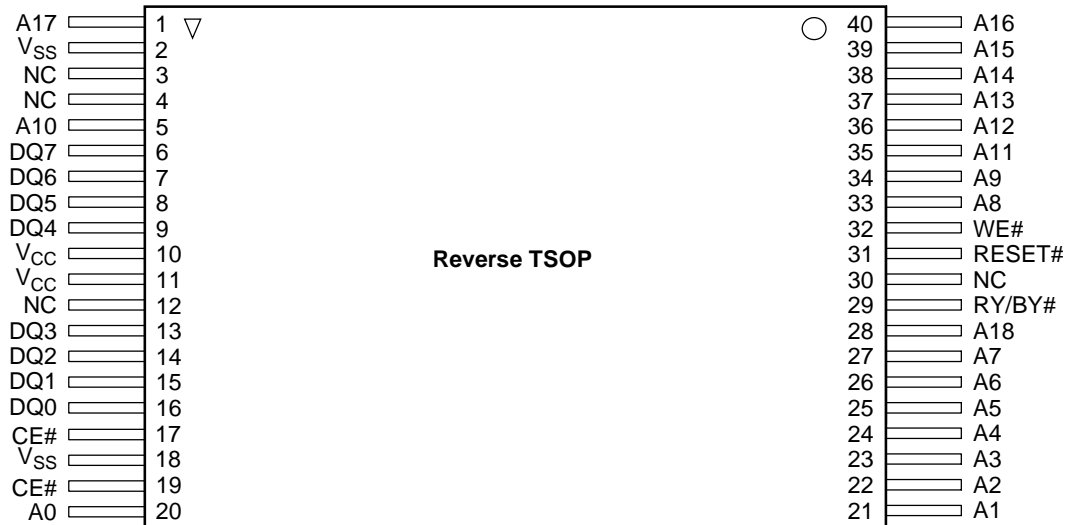 A17 1 40 A16
VSS 2 39 A15
NC 3 38 A14
NC 4 37 A13
A10 5 36 A12
DQ7 6 35 A11
DQ6 7 34 A9
DQ5 8 33 A8
DQ4 9 32 WE#
VCC 10 31 RESET#
Reverse TSOP
VCC 11 30 NC
NC 12 29 RY/BY#
DQ3 13 28 A18
DQ2 14 27 A7
DQ1 15 26 A6
DQ0 16 25 A5
CE# 17 24 A4
VSS 18 23 A3
CE# 19 22 A2
A0 20 21 A1